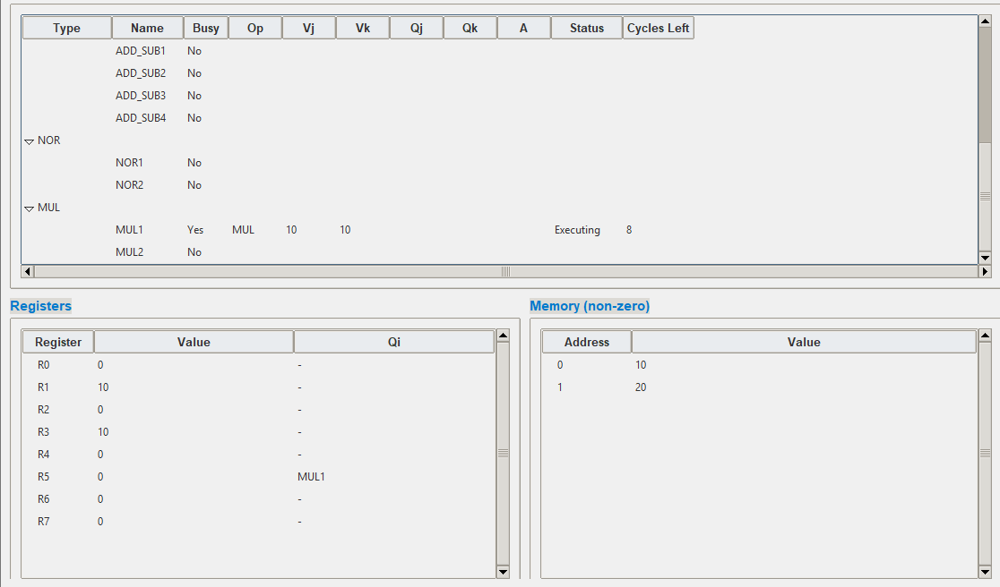 Type Name Busy Op Vj Vk Qj Qk A Status Cycles Left
ADD_SUB1 No
ADD_SUB2 No
ADD_SUB3 No
ADD_SUB4 No
NOR
NOR1 No
NOR2 No
MUL
MUL1 Yes MUL 10 10 Executing 8
MUL2 No
Registers
Register Value Qi
R0 0 -
R1 10 -
R2 0 -
R3 10 -
R4 0 -
R5 0 MUL1
R6 0 -
R7 0 -
Memory (non-zero)
Address Value
0 10
1 20